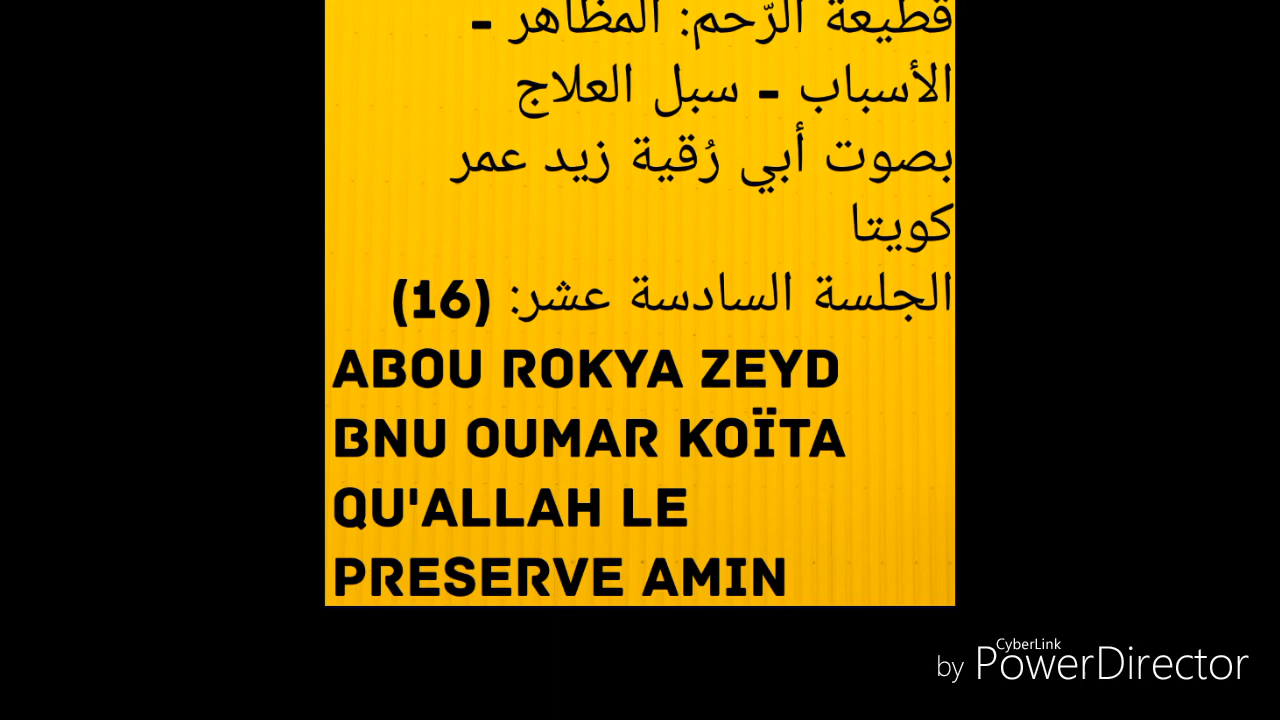 قطيعة الرّحم: المظاهر -
الأسباب - سبل العلاج
بصوت أبي رُقية زيد عمر
كويتا
الجلسة السادسة عشر: (16)
ABOU ROKYA ZEYD
BNU OUMAR KOÏTA
QU'ALLAH LE
PRESERVE AMIN
CyberLink
by PowerDirector